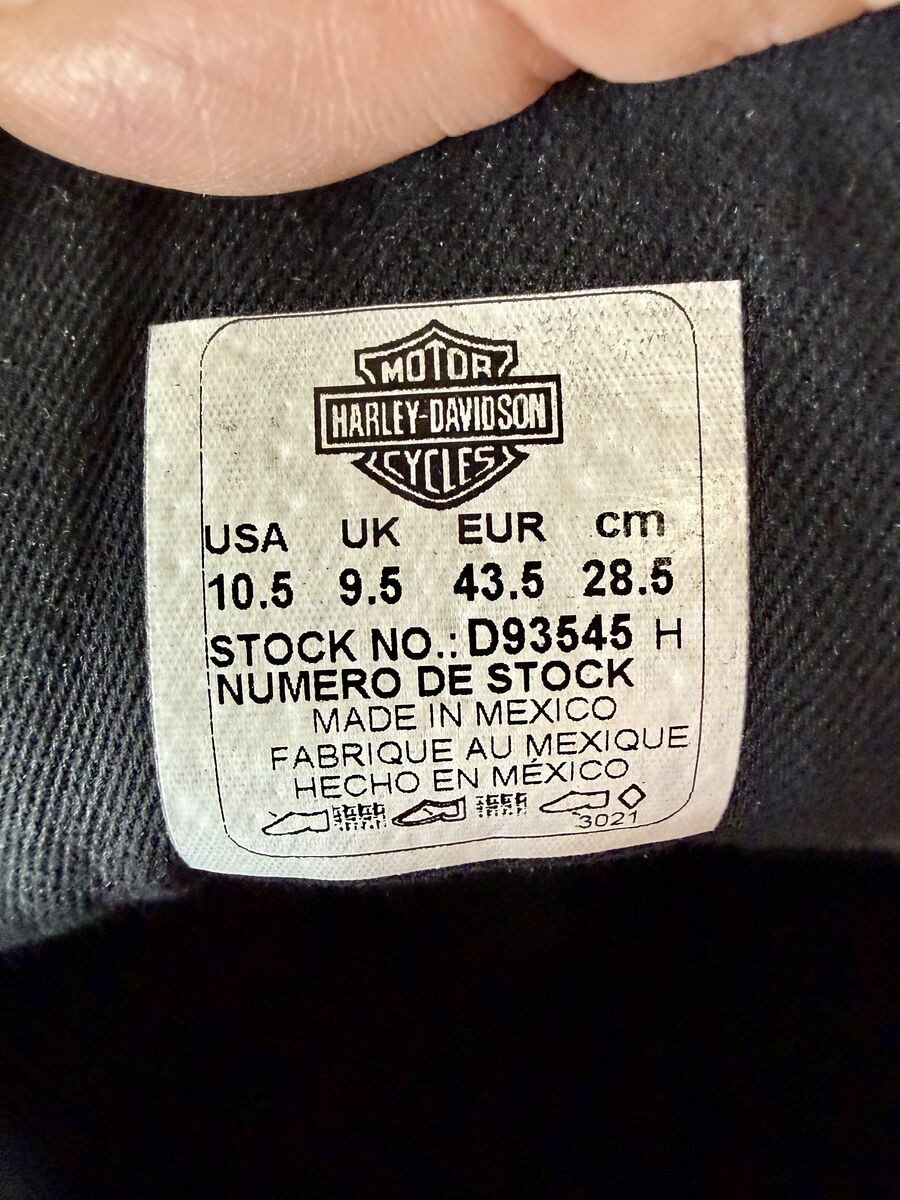 MOTOR
HARLEY-DAVIDSON
CYCLES
USA UK EUR cm
10.5 9.5 43.5 28.5
STOCK NO.: D93545 H
NUMERO DE STOCK
MADE IN MEXICO
FABRIQUE AU MEXIQUE
HECHO EN MÉXICO
3021